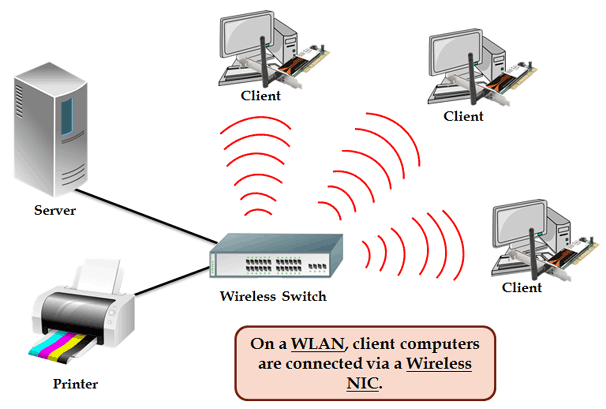 Client
Client
Server
Client
Wireless Switch
Printer
On a WLAN, client computers
are connected via a Wireless
NIC.